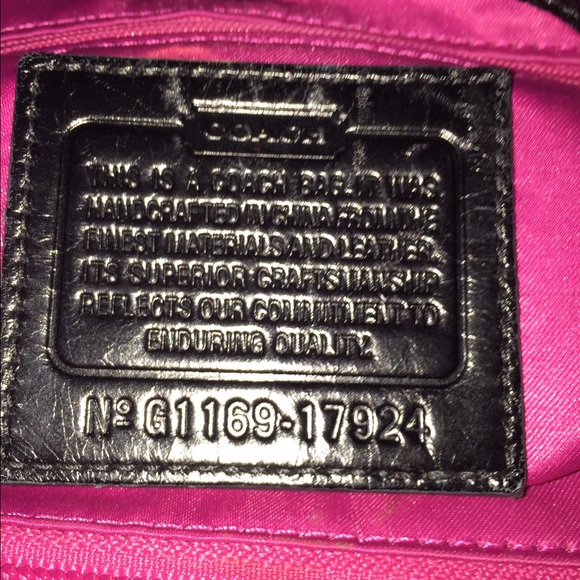 COACH
THIS IS A COACH BAG. IT WAS
HANDCRAFTED IN CHINA FROM THE
FINEST MATERIALS AND LEATHER.
ITS SUPERIOR CRAFTSMANSHIP
REFLECTS OUR COMMITMENT TO
ENDURING QUALITY.
Nº G1169-17924